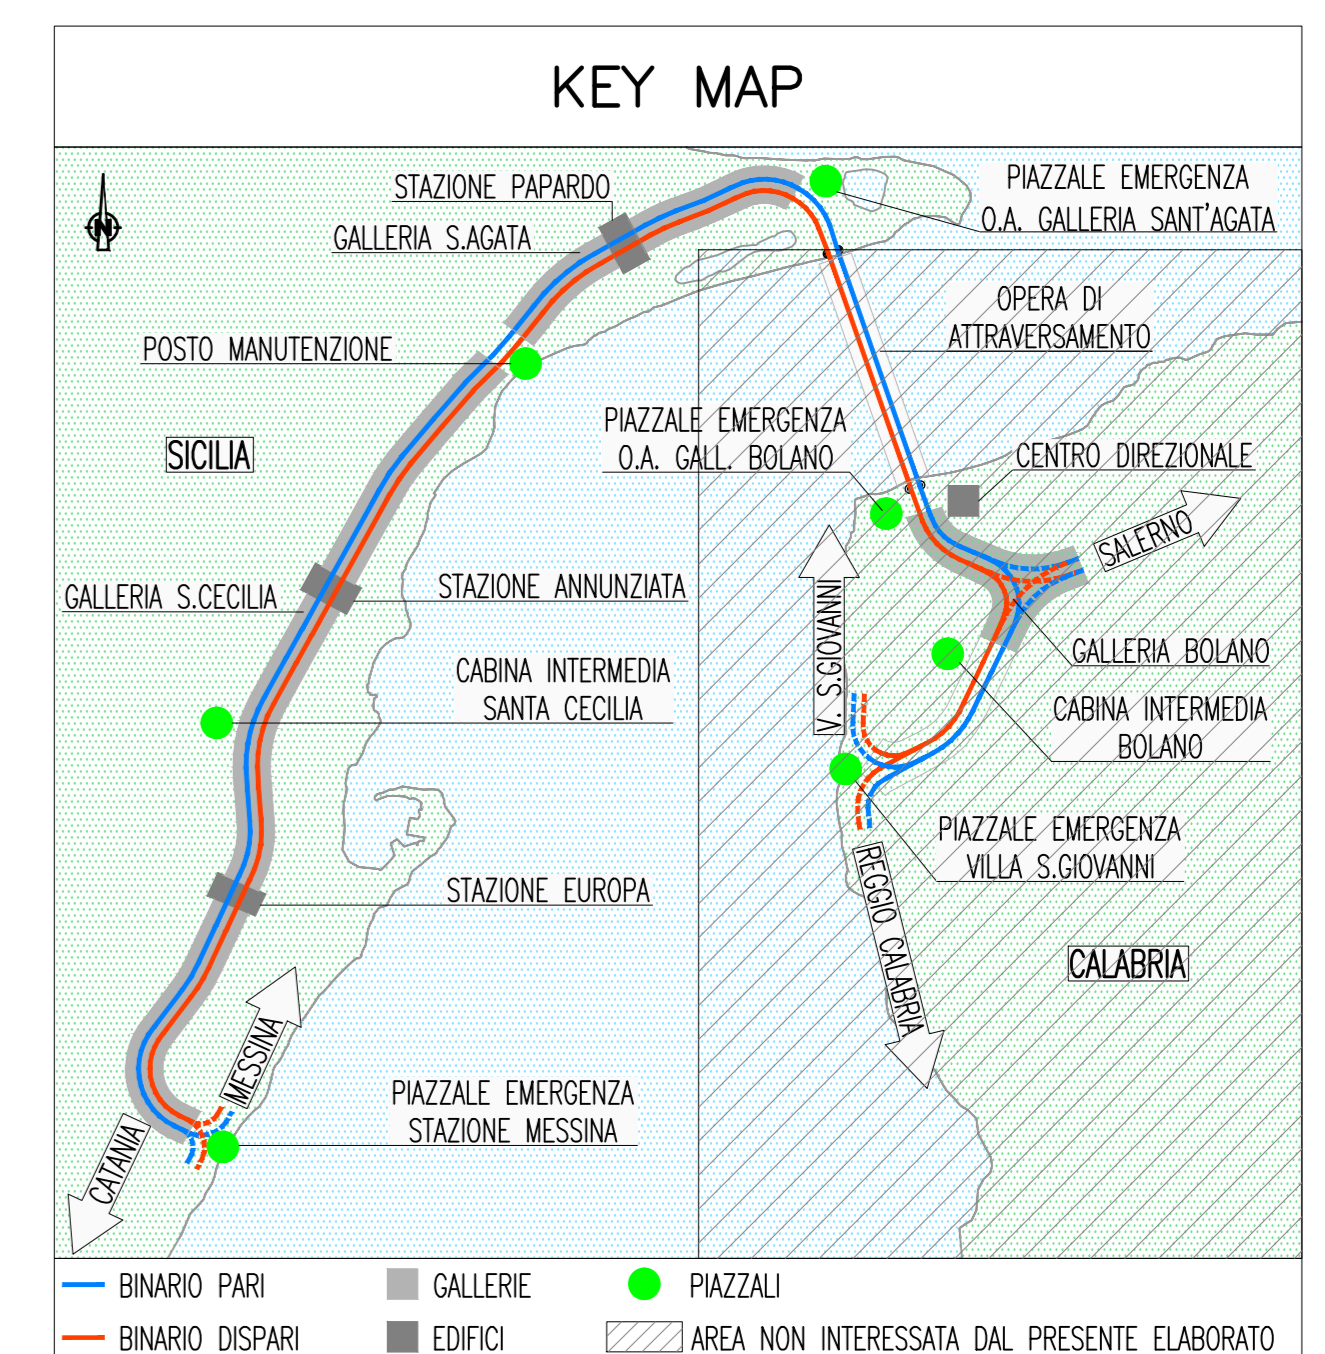 KEY MAP
N
STAZIONE PAPARDO
GALLERIA S.AGATA
PIAZZALE EMERGENZA
O.A. GALLERIA SANT'AGATA
OPERA DI
ATTRAVERSAMENTO
POSTO MANUTENZIONE
PIAZZALE EMERGENZA
O.A. GALL. BOLANO
SICILIA
CENTRO DIREZIONALE
SALERNO
V. S.GIOVANNI
STAZIONE ANNUNZIATA
GALLERIA S.CECILIA
GALLERIA BOLANO
CABINA INTERMEDIA
SANTA CECILIA
CABINA INTERMEDIA
BOLANO
PIAZZALE EMERGENZA
VILLA S.GIOVANNI
STAZIONE EUROPA
REGGIO CALABRIA
CALABRIA
MESSINA
PIAZZALE EMERGENZA
STAZIONE MESSINA
CATANIA
BINARIO PARI
GALLERIE
PIAZZALI
BINARIO DISPARI
EDIFICI
AREA NON INTERESSATA DAL PRESENTE ELABORATO